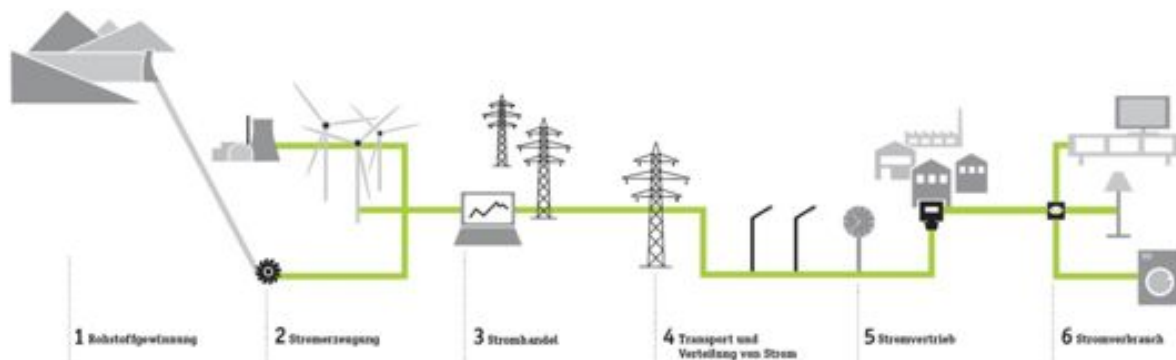 1 Rohstoffgewinnung
2 Stromerzeugung
3 Stromhandel
4 Transport und
Verteilung von Strom
5 Stromvertrieb
6 Stromverbrauch